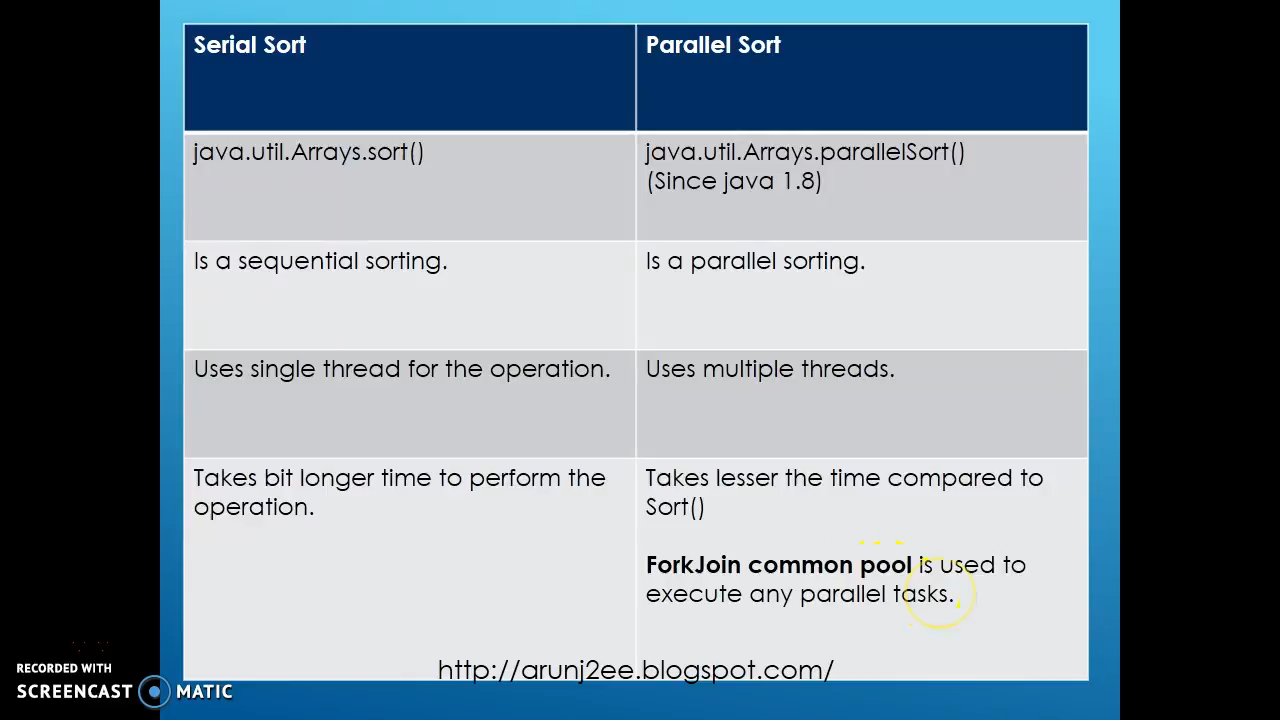 Serial Sort
Parallel Sort
java.util.Arrays.sort()
java.util.Arrays.parallelSort()
(Since java 1.8)
Is a sequential sorting.
Is a parallel sorting.
Uses single thread for the operation.
Uses multiple threads.
Takes bit longer time to perform the
operation.
Takes lesser the time compared to
Sort()
ForkJoin common pool is used to
execute any parallel tasks.
http://arunj2ee.blogspot.com/
RECORDED WITH
SCREENCAST MATIC